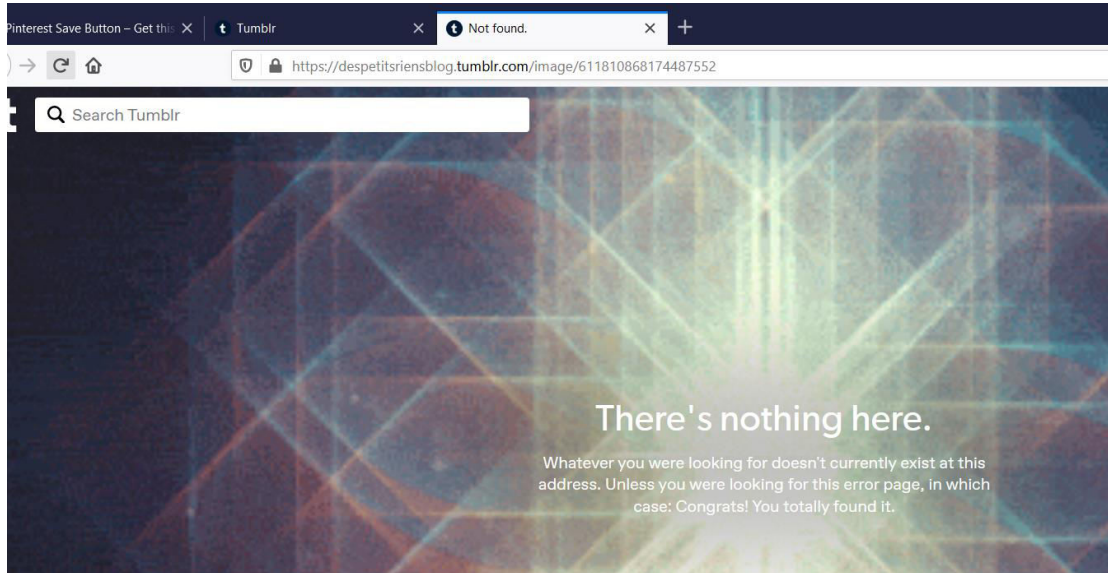 Pinterest Save Button – Get this
Tumblr
Not found.
https://despetitsriensblog.tumblr.com/image/611810868174487552
t
Search Tumblr
There's nothing here.
Whatever you were looking for doesn't currently exist at this
address. Unless you were looking for this error page, in which
case: Congrats! You totally found it.